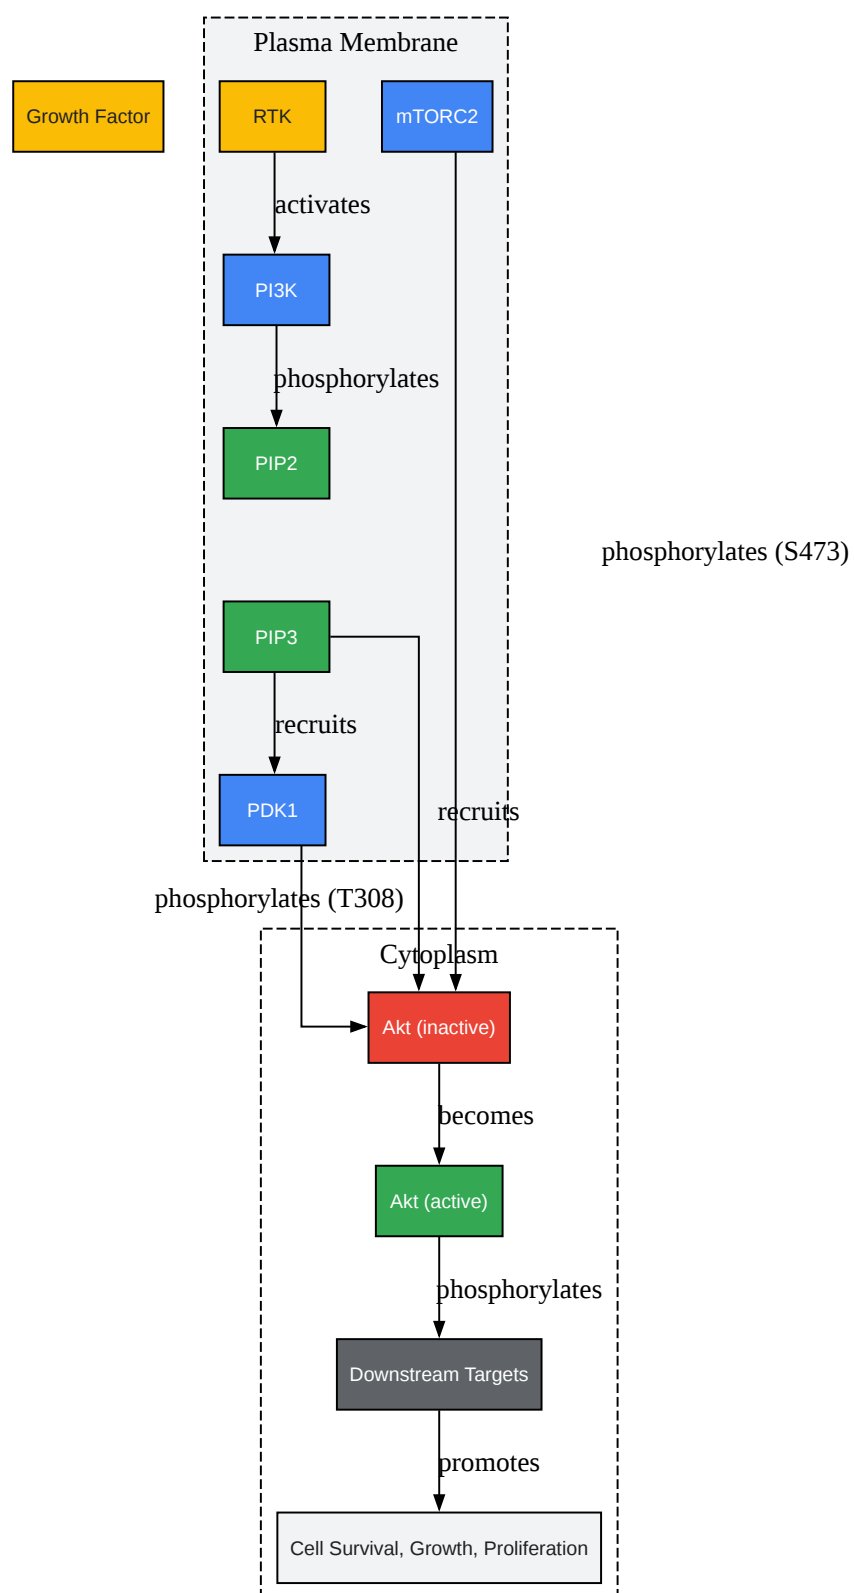 Plasma Membrane
Growth Factor
RTK
mTORC2
activates
PI3K
phosphorylates
PIP2
phosphorylates (S473)
PIP3
recruits
PDK1
recruits
phosphorylates (T308)
Cytoplasm
Akt (inactive)
becomes
Akt (active)
phosphorylates
Downstream Targets
promotes
Cell Survival, Growth, Proliferation